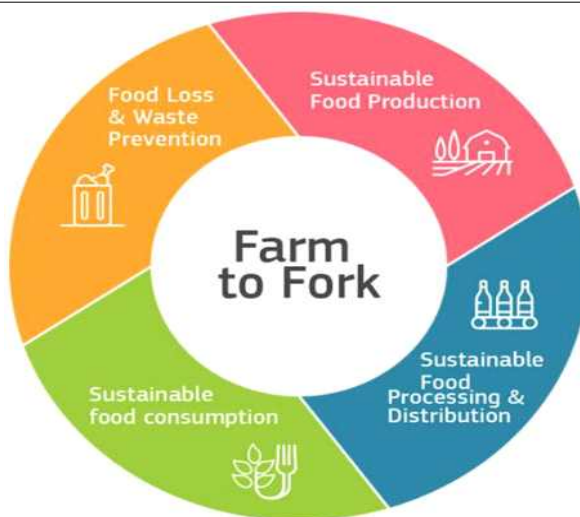 Food Loss
& Waste
Prevention
Sustainable
Food Production
Farm
to Fork
Sustainable
Food
Processing &
Distribution
Sustainable
food consumption